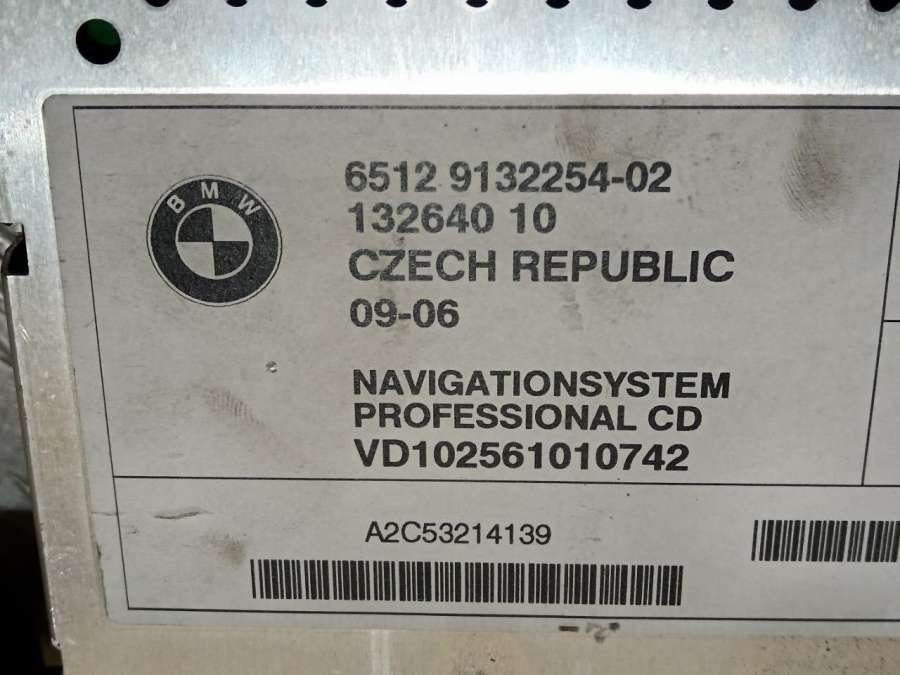 BMW
6512 9132254-02
132640 10
CZECH REPUBLIC
09-06
NAVIGATIONSYSTEM
PROFESSIONAL CD
VD102561010742
A2C53214139